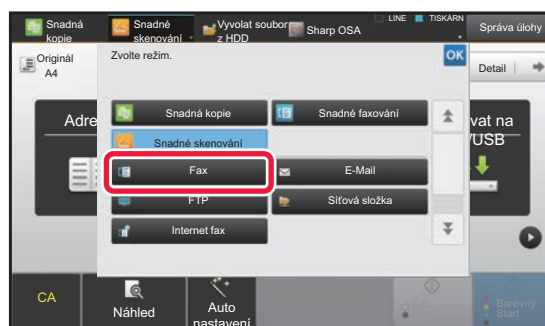 Snadná
kopie
Snadné
skenování
Vyvolat soubor
z HDD
Sharp OSA
LINE
TISKÁRN
Správa úlohy
Originál
A4
Zvolte režim.
OK
Detail
Adre
vat na
/USB
Snadná kopie
Snadné faxování
Snadné skenování
Fax
E-Mail
FTP
Síťová složka
Internet fax
CA
Náhled
Auto
nastavení
Barevný
Start